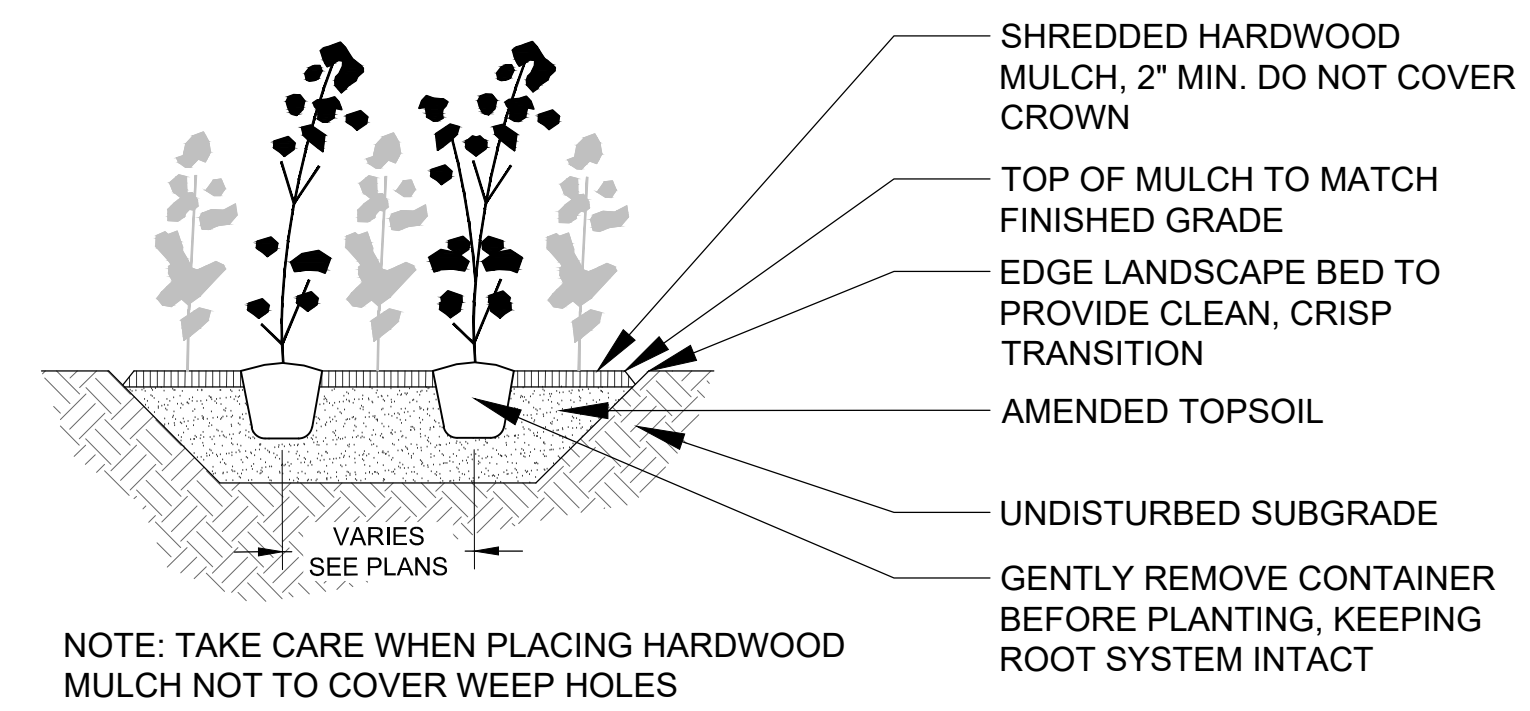 SHREDDED HARDWOOD
MULCH, 2" MIN. DO NOT COVER
CROWN
TOP OF MULCH TO MATCH
FINISHED GRADE
EDGE LANDSCAPE BED TO
PROVIDE CLEAN, CRISP
TRANSITION
AMENDED TOPSOIL
UNDISTURBED SUBGRADE
GENTLY REMOVE CONTAINER
BEFORE PLANTING, KEEPING
ROOT SYSTEM INTACT
VARIES
SEE PLANS
NOTE: TAKE CARE WHEN PLACING HARDWOOD
MULCH NOT TO COVER WEEP HOLES